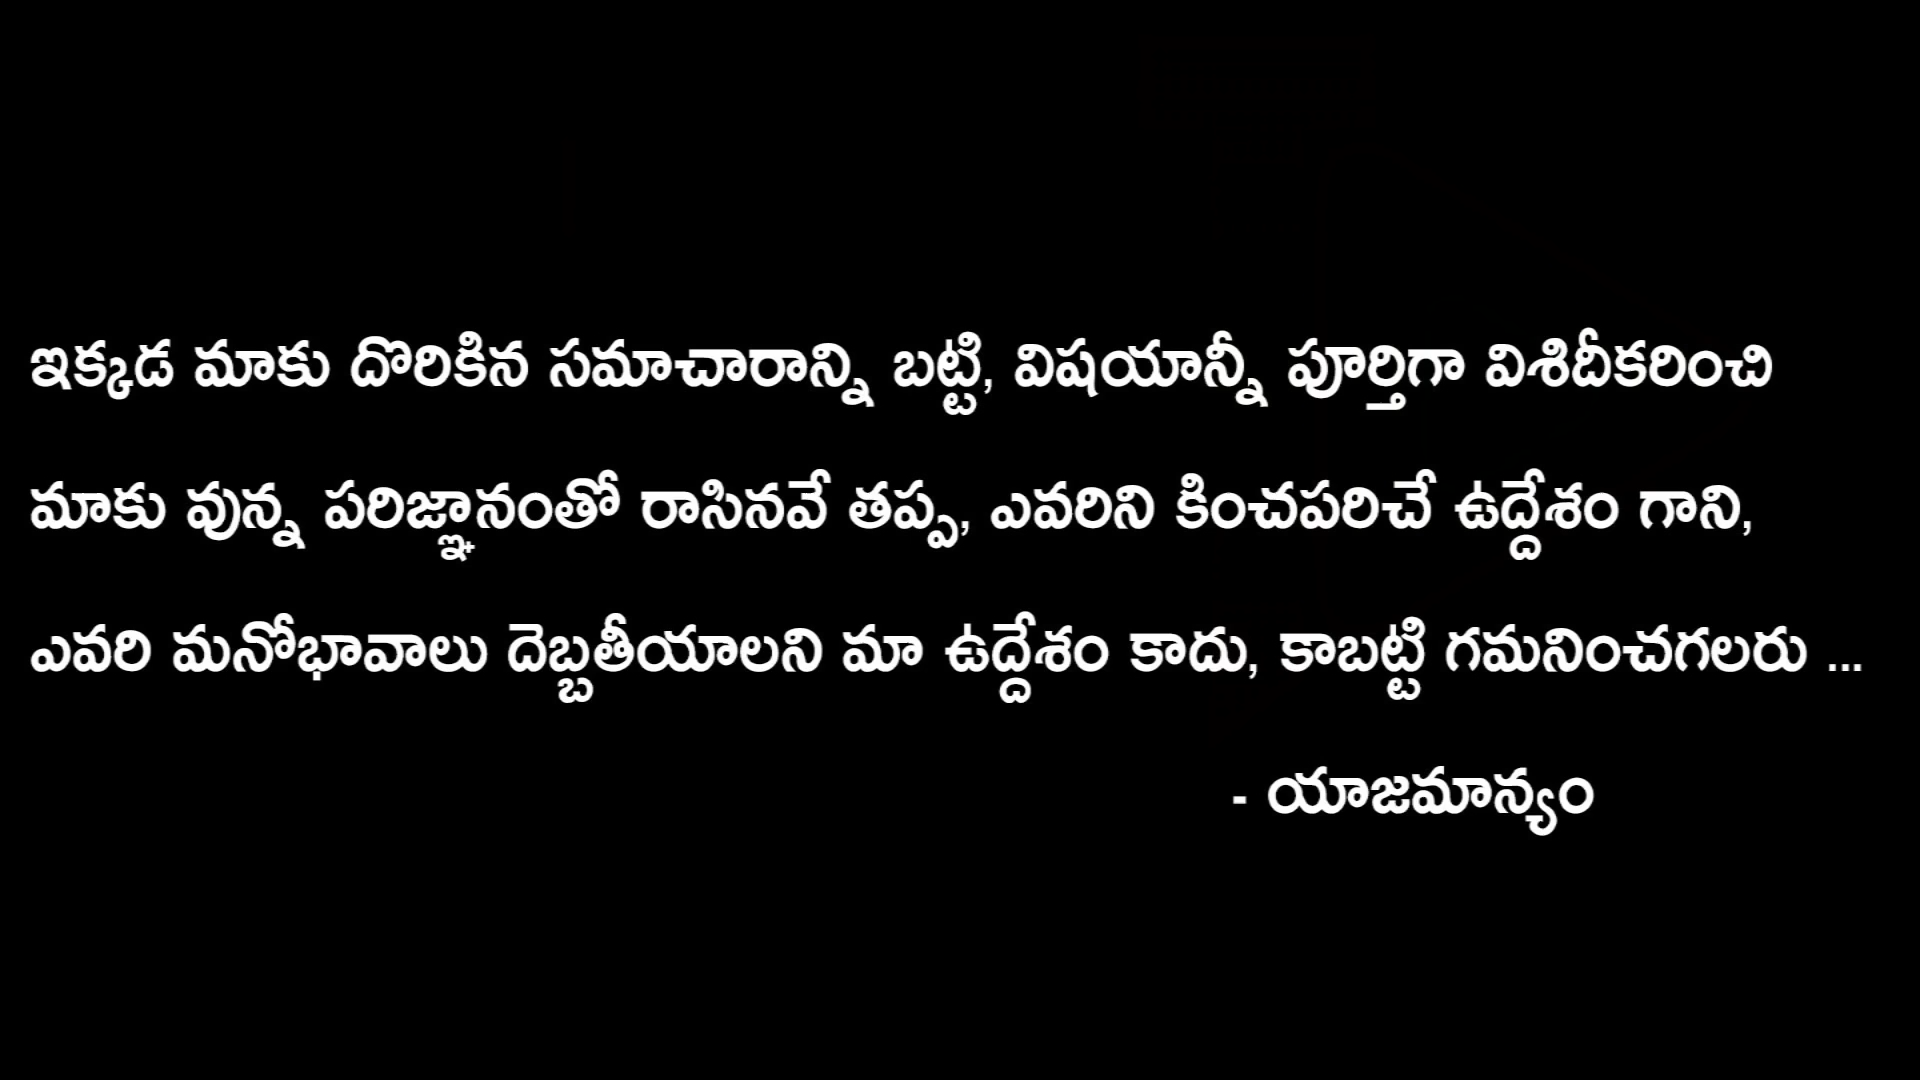 ఇక్కడ మాకు దొరికిన సమాచారాన్ని బట్టి, విషయాన్నీ పూర్తిగా విశిదీకరించి
మాకు వున్న పరిజ్ఞానంతో రాసినవే తప్ప, ఎవరిని కించపరిచే ఉద్దేశం గాని,
ఎవరి మనోభావాలు దెబ్బతీయాలని మా ఉద్దేశం కాదు, కాబట్టి గమనించగలరు ...
- యాజమాన్యం